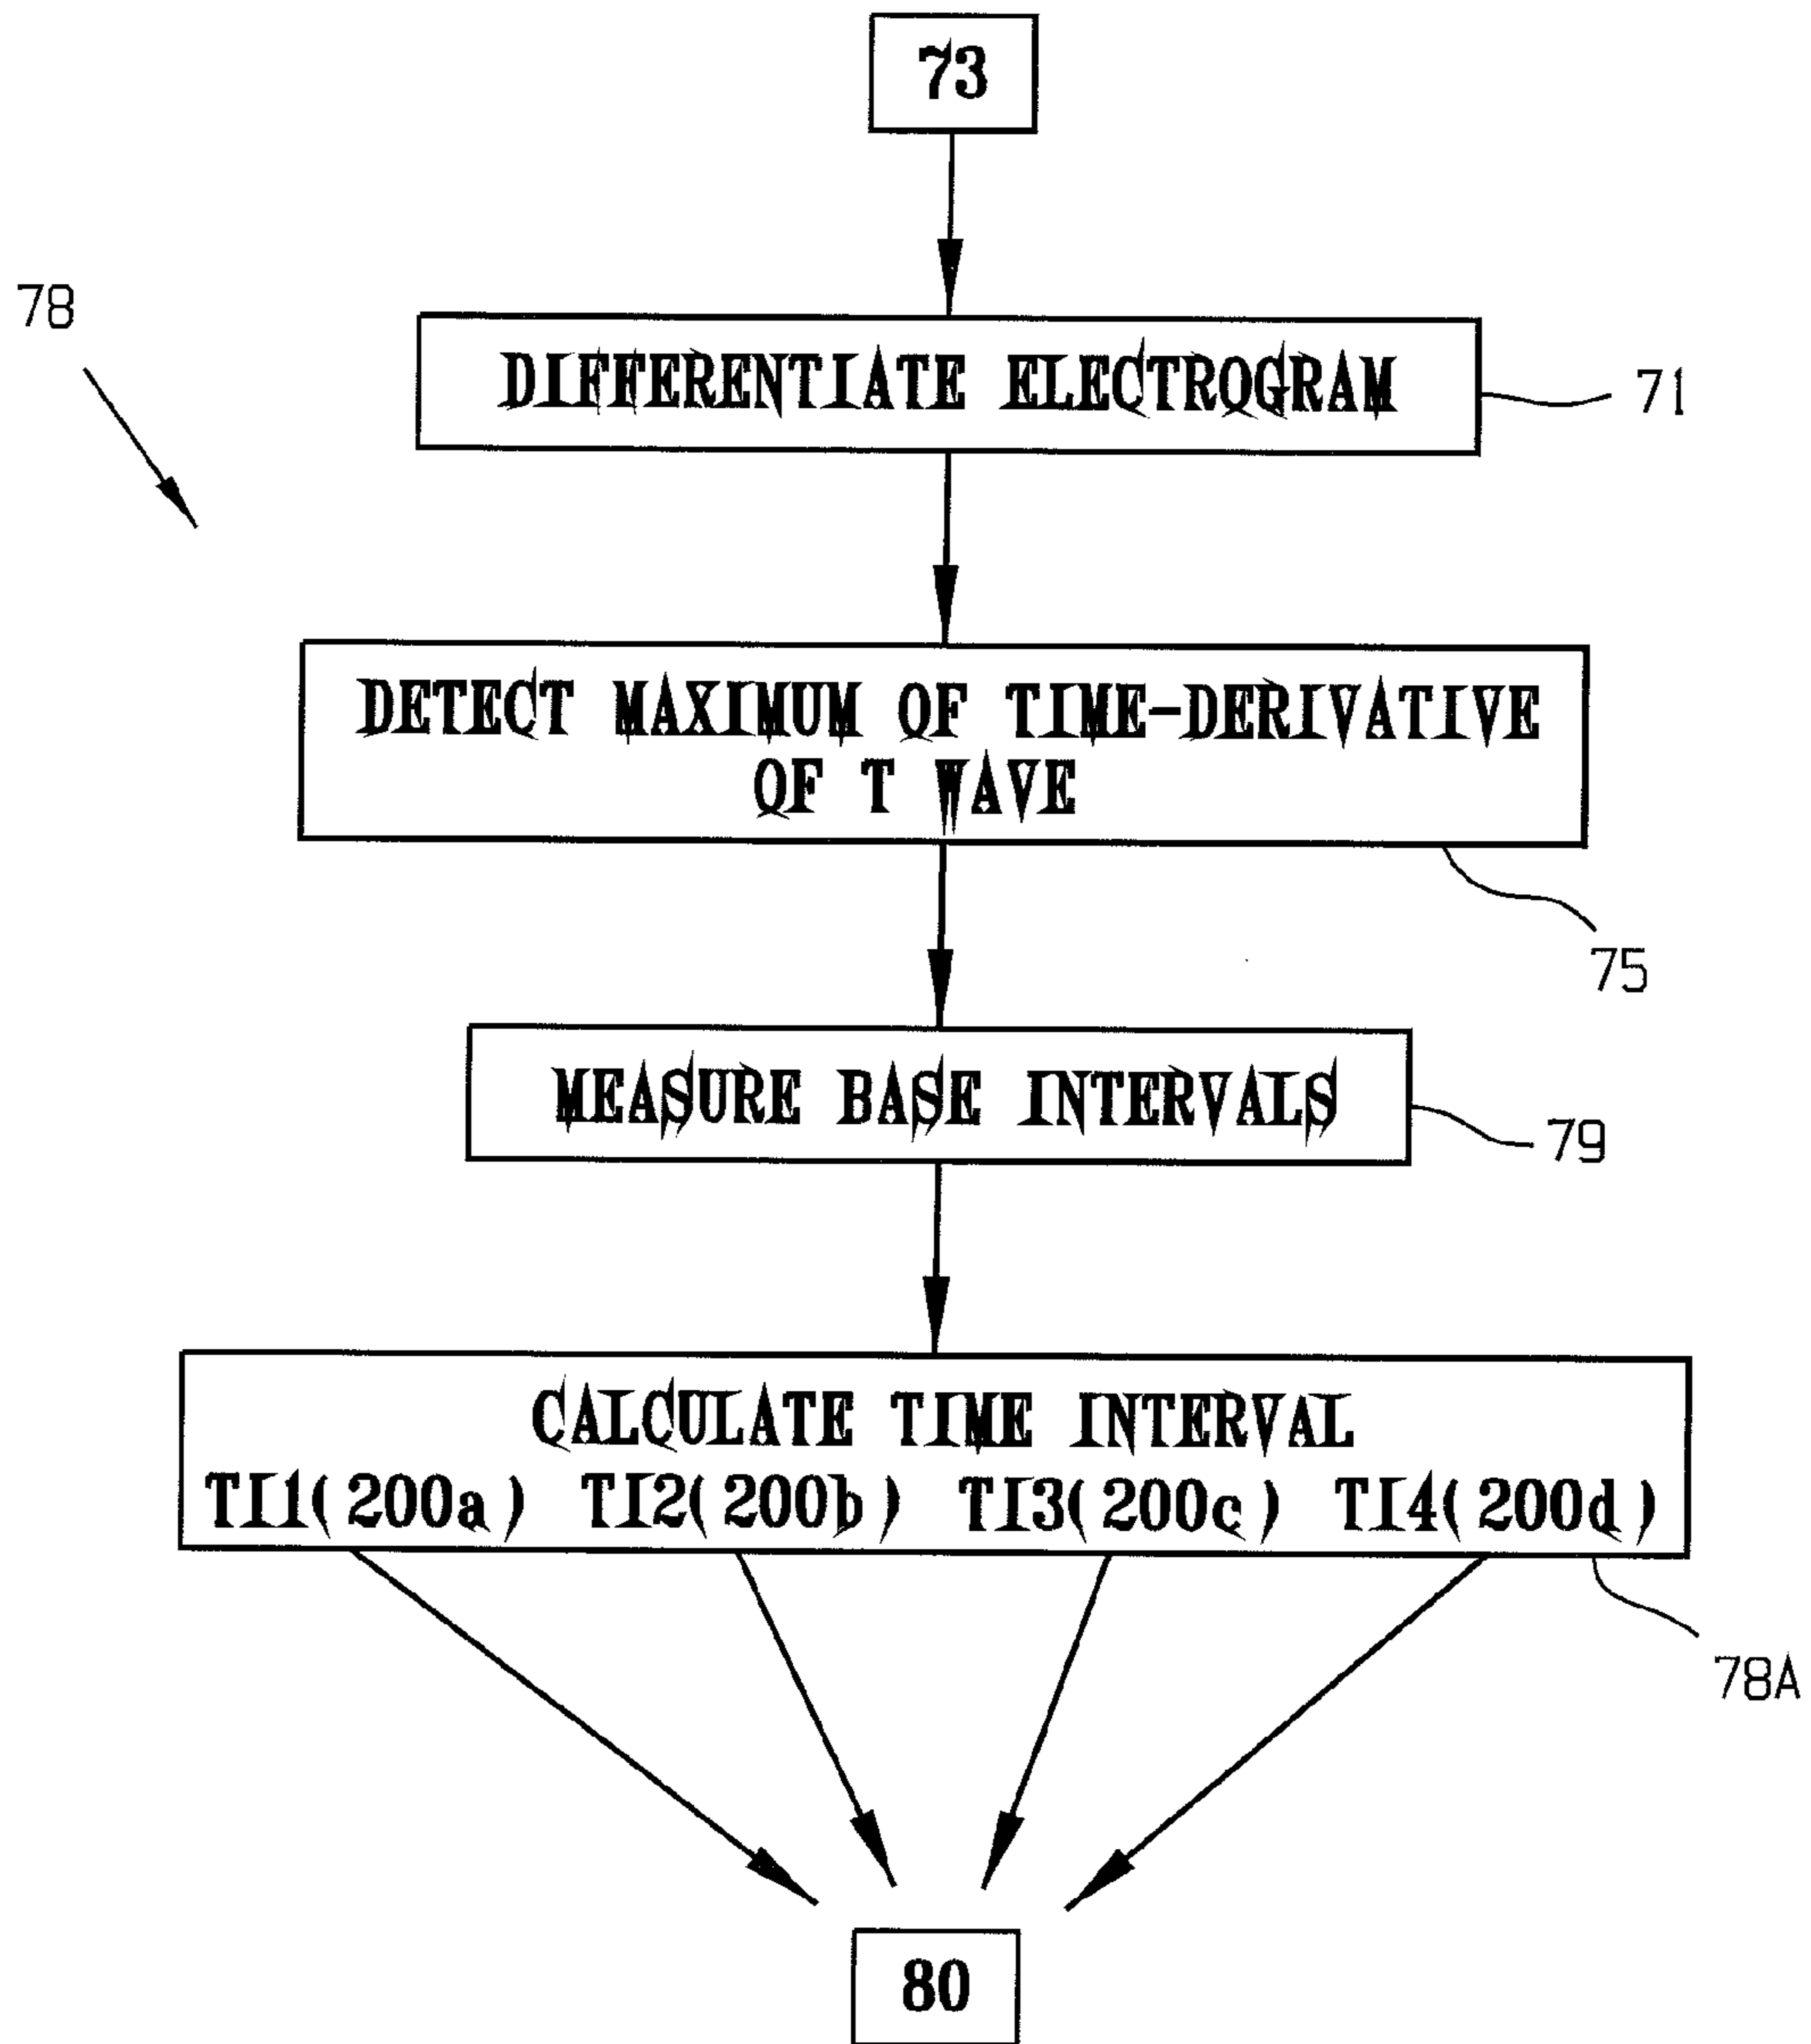 73
78
DIFFERENTIATE ELECTROGRAM
71
DETECT MAXIMUM OF TIME-DERIVATIVE
OF T WAVE
75
MEASURE BASE INTERVALS
79
CALCULATE TIME INTERVAL
TI1(200a) TI2(200b) TI3(200c) TI4(200d)
78A
80